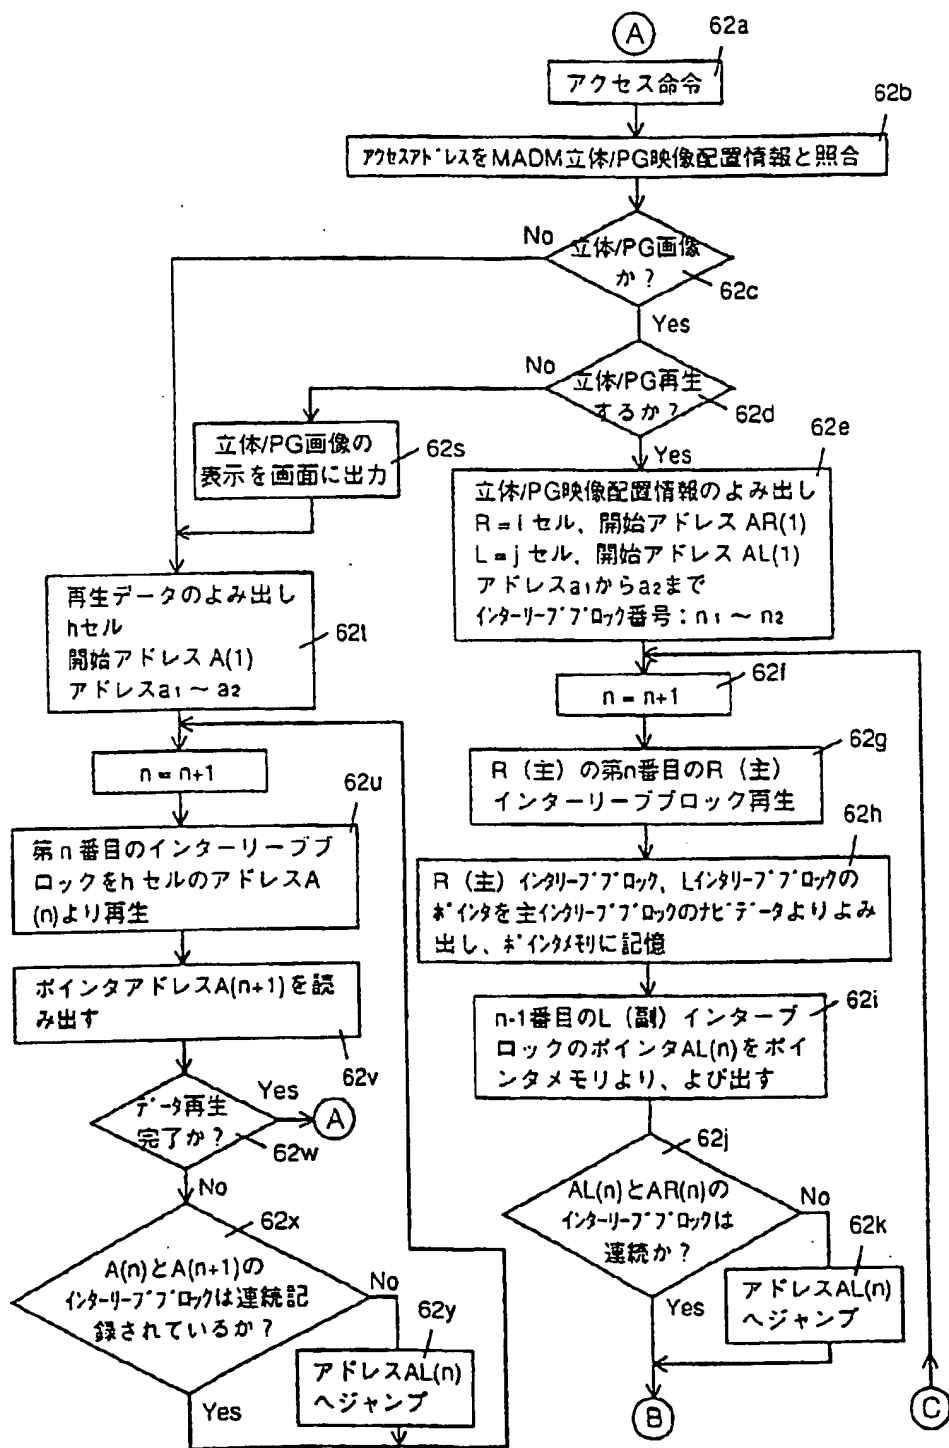 A
62a
アクセス命令
62b
アクセスアドレスをMADM立体/PG映像配置情報と照合
No
立体/PG画像
か？
62c
Yes
No
立体/PG再生
するか？
62d
立体/PG画像の
表示を画面に出力
62s
Yes
62e
立体/PG映像配置情報のよみ出し
R=iセル、開始アドレス AR(1)
L=jセル、開始アドレス AL(1)
アドレスa1からa2まで
インターリーブブロック番号：n1～n2
再生データのよみ出し
hセル
開始アドレス A(1)
アドレスa1～a2
62t
62f
n = n+1
n = n+1
62g
R（主）の第n番目のR（主）
インターリーブブロック再生
62u
第n番目のインターリーブブ
ロックをhセルのアドレスA
(n)より再生
62h
R（主）インタリーブブロック、Lインタリーブブロックの
ポインタを主インタリーブブロックのナビデータよりよみ
出し、ポインタメモリに記憶
ポインタアドレスA(n+1)を読
み出す
62v
62i
n-1番目のL（副）インターブ
ロックのポインタAL(n)をポイ
ンタメモリより、よび出す
データ再生
完了か？
Yes
A
62w
No
62j
AL(n)とAR(n)の
インターリーブブロックは
連続か？
No
62k
アドレスAL(n)
へジャンプ
Yes
62x
A(n)とA(n+1)の
インターリーブブロックは連続記
録されているか？
No
62y
アドレスAL(n)
へジャンプ
Yes
B
C